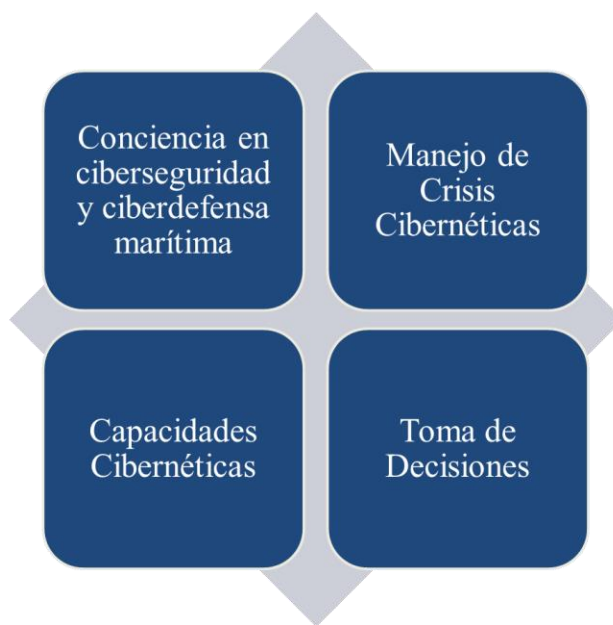 Conciencia en
ciberseguridad
y ciberdefensa
marítima
Manejo de
Crisis
Cibernéticas
Capacidades
Cibernéticas
Toma de
Decisiones